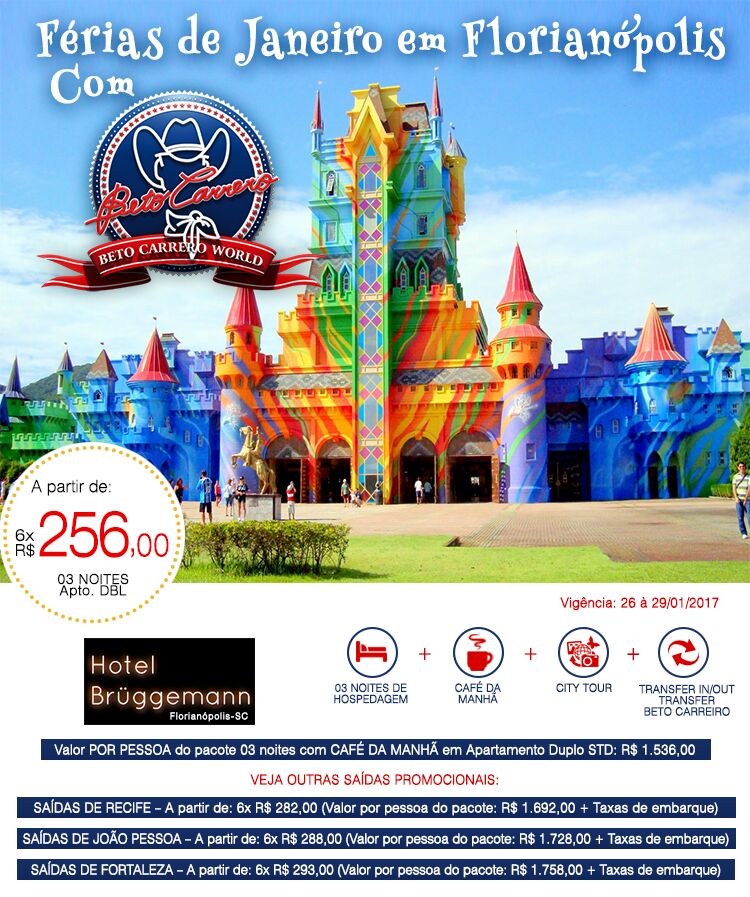 Férias de Janeiro em Florianópolis
Com
Beto Carrero
BETO CARRERO WORLD
A partir de:
6x
R$ 256,00
03 NOITES
Apto. DBL
Vigência: 26 à 29/01/2017
Hotel
Brüggemann
Florianópolis-SC
03 NOITES DE
HOSPEDAGEM
+
CAFÉ DA
MANHÃ
+
CITY TOUR
+
TRANSFER IN/OUT
TRANSFER
BETO CARREIRO
Valor POR PESSOA do pacote 03 noites com CAFÉ DA MANHÃ em Apartamento Duplo STD: R$ 1.536,00
VEJA OUTRAS SAÍDAS PROMOCIONAIS:
SAÍDAS DE RECIFE – A partir de: 6x R$ 282,00 (Valor por pessoa do pacote: R$ 1.692,00 + Taxas de embarque)
SAÍDAS DE JOÃO PESSOA – A partir de: 6x R$ 288,00 (Valor por pessoa do pacote: R$ 1.728,00 + Taxas de embarque)
SAÍDAS DE FORTALEZA – A partir de: 6x R$ 293,00 (Valor por pessoa do pacote: R$ 1.758,00 + Taxas de embarque)